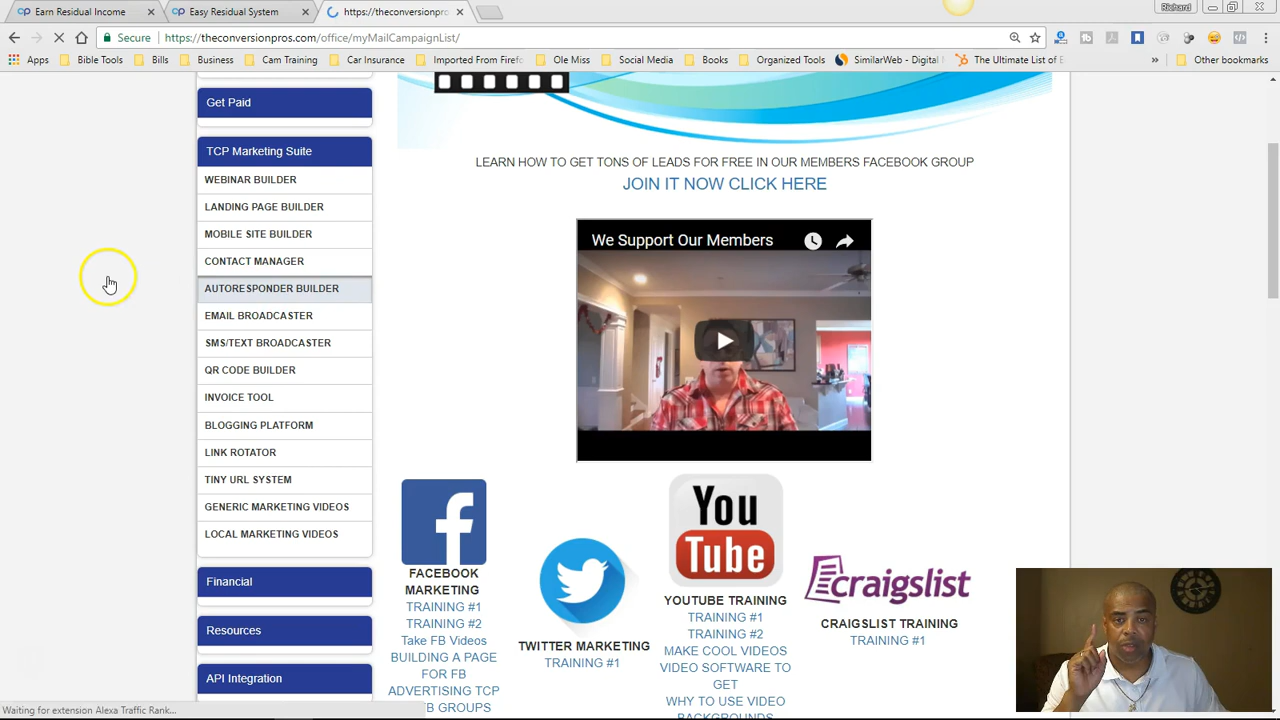 Earn Residual Income
Easy Residual System
https://theconversionpro
Richard
Secure
https://theconversionpros.com/office/myMailCampaignList/
Apps
Bible Tools
Bills
Business
Cam Training
Car Insurance
Imported From Firef
Ole Miss
Social Media
Books
Organized Tools
SimilarWeb - Digital
The Ultimate List of E
»
Other bookmarks
Get Paid
TCP Marketing Suite
WEBINAR BUILDER
LANDING PAGE BUILDER
MOBILE SITE BUILDER
CONTACT MANAGER
AUTORESPONDER BUILDER
EMAIL BROADCASTER
SMS/TEXT BROADCASTER
QR CODE BUILDER
INVOICE TOOL
BLOGGING PLATFORM
LINK ROTATOR
TINY URL SYSTEM
GENERIC MARKETING VIDEOS
LOCAL MARKETING VIDEOS
Financial
Resources
API Integration
LEARN HOW TO GET TONS OF LEADS FOR FREE IN OUR MEMBERS FACEBOOK GROUP
JOIN IT NOW CLICK HERE
We Support Our Members
FACEBOOK
MARKETING
TRAINING #1
TRAINING #2
Take FB Videos
BUILDING A PAGE
FOR FB
ADVERTISING TCP
FB GROUPS
TWITTER MARKETING
TRAINING #1
You
Tube
YOUTUBE TRAINING
TRAINING #1
TRAINING #2
MAKE COOL VIDEOS
VIDEO SOFTWARE TO
GET
WHY TO USE VIDEO
BACKGROUNDS
craigslist
CRAIGSLIST TRAINING
TRAINING #1
Waiting for extension Alexa Traffic Rank...